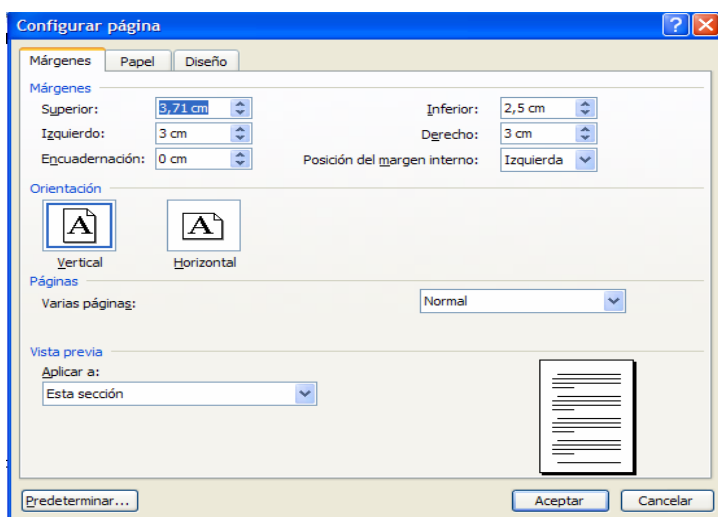 Configurar página
Márgenes Papel Diseño
Márgenes
Superior: 3,71 cm Inferior: 2,5 cm
Izquierdo: 3 cm Derecho: 3 cm
Encuadernación: 0 cm Posición del margen interno: Izquierda
Orientación
A A
Vertical Horizontal
Páginas
Varias páginas: Normal
Vista previa
Aplicar a:
Esta sección
Predeterminar... Aceptar Cancelar